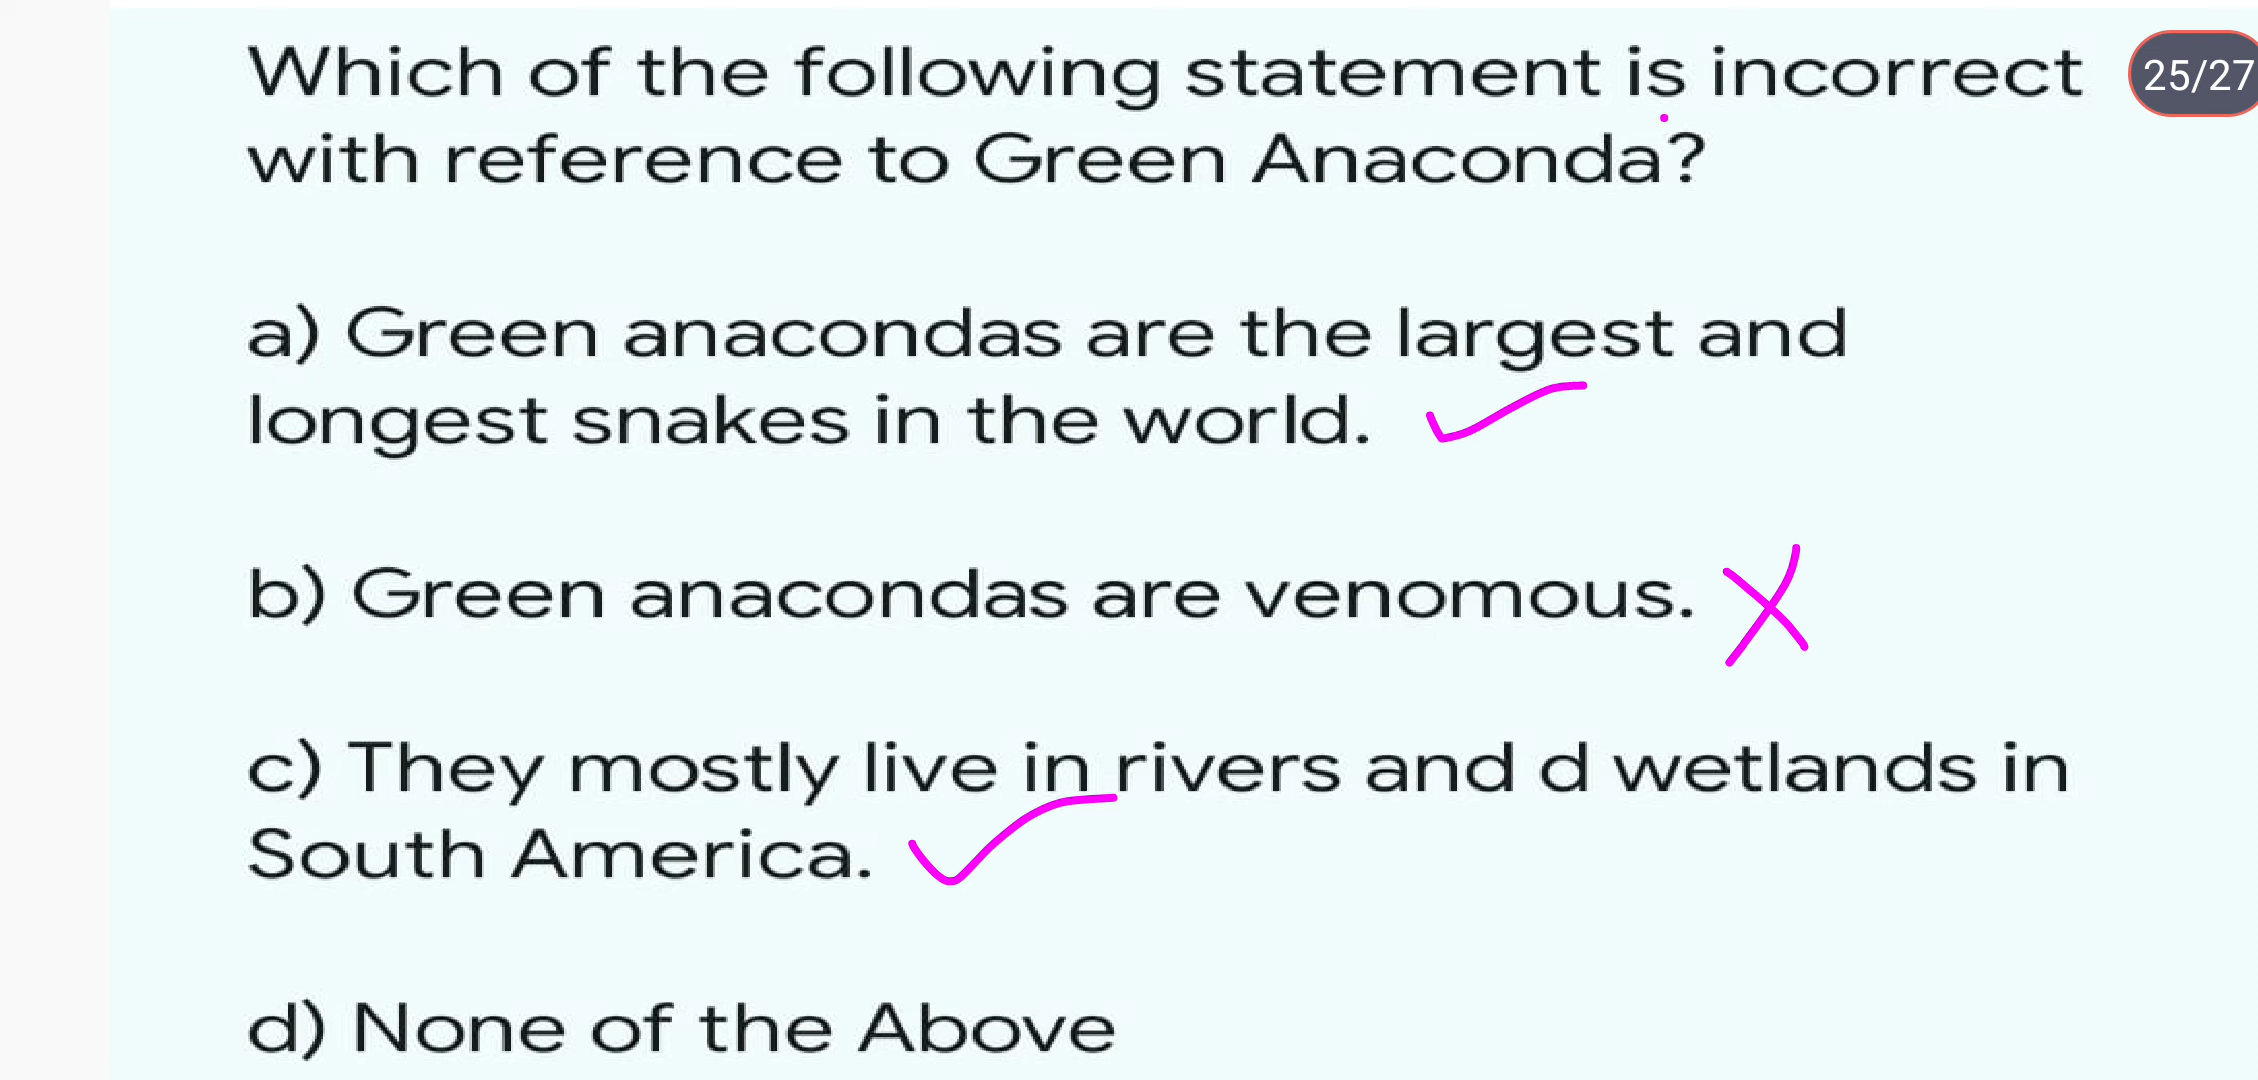 Which of the following statement is incorrect
25/27
with reference to Green Anaconda?
a) Green anacondas are the largest and
longest snakes in the world.
b) Green anacondas are venomous.
c) They mostly live in rivers and d wetlands in
South America.
d) None of the Above